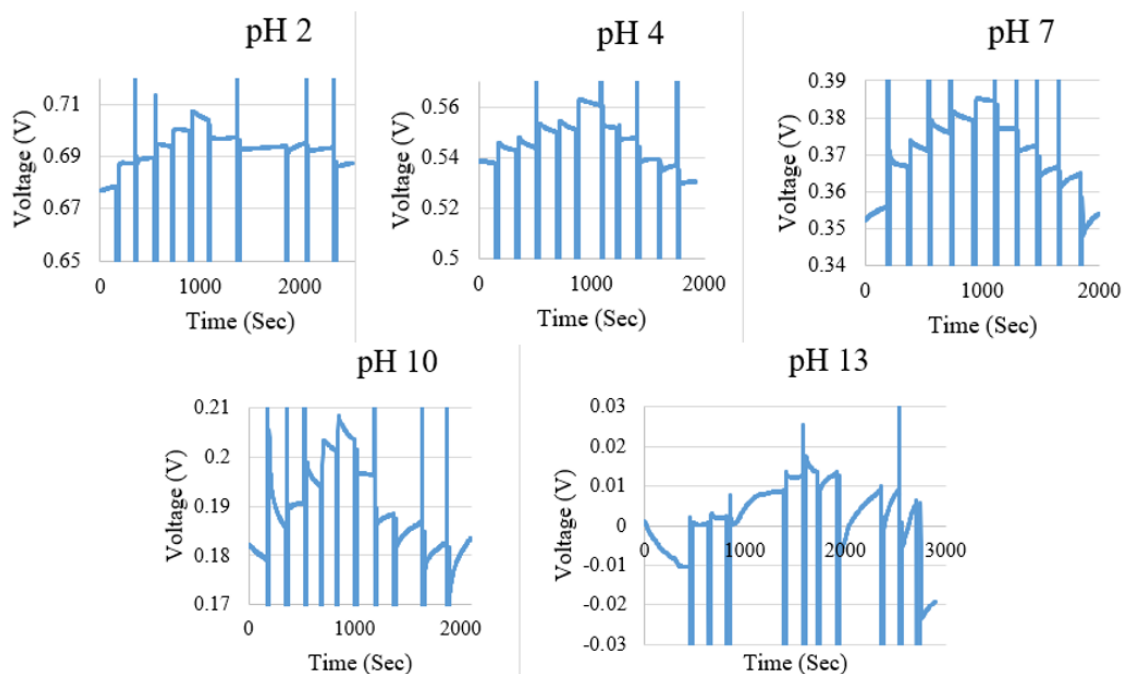 pH 2
0.71
0.69
0.67
0.65
Voltage (V)
0 1000 2000
Time (Sec)
pH 4
0.56
0.54
0.52
0.5
Voltage (V)
0 1000 2000
Time (Sec)
pH 7
0.39
0.38
0.37
0.36
0.35
0.34
Voltage (V)
0 1000 2000
Time (Sec)
pH 10
0.21
0.2
0.19
0.18
0.17
Voltage (V)
0 1000 2000
Time (Sec)
pH 13
0.03
0.02
0.01
0
-0.01
-0.02
-0.03
Voltage (V)
0 1000 2000 3000
Time (Sec)